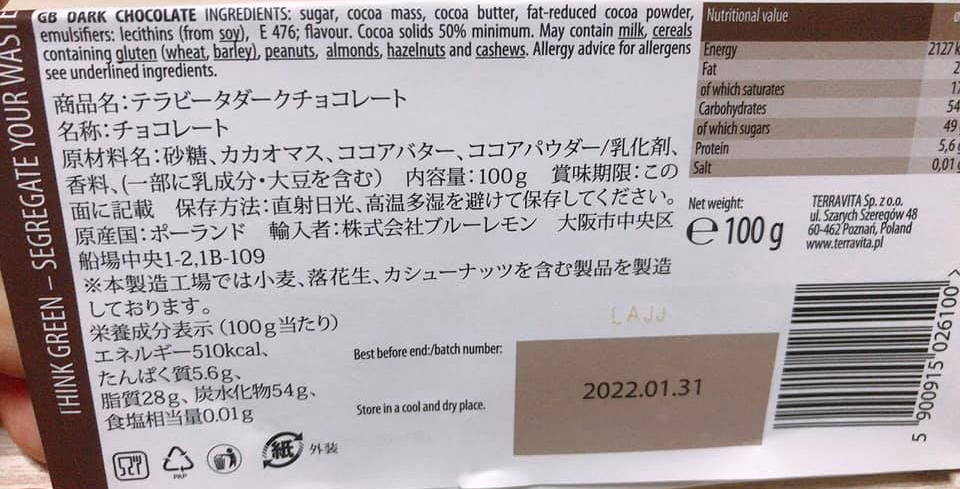 THINK GREEN – SEGREGATE YOUR WASTE
GB DARK CHOCOLATE INGREDIENTS: sugar, cocoa mass, cocoa butter, fat-reduced cocoa powder,
emulsifiers: lecithins (from soy), E 476; flavour. Cocoa solids 50% minimum. May contain milk, cereals
containing gluten (wheat, barley), peanuts, almonds, hazelnuts and cashews. Allergy advice for allergens
see underlined ingredients.
商品名:テラビータダークチョコレート
名称:チョコレート
原材料名:砂糖、カカオマス、ココアバター、ココアパウダー/乳化剤、
香料、(一部に乳成分・大豆を含む) 内容量:100g 賞味期限:この
面に記載 保存方法:直射日光、高温多湿を避けて保存してください。
原産国:ポーランド 輸入者:株式会社ブルーレモン 大阪市中央区
船場中央1-2,1B-109
※本製造工場では小麦、落花生、カシューナッツを含む製品を製造
しております。
栄養成分表示(100g当たり)
エネルギー510kcal、
たんぱく質5.6g、
脂質28g、炭水化物54g、
食塩相当量0.01g
紙 外装
PAP
Nutritional value
Energy 2127
Fat 2
of which saturates 17
Carbohydrates 54
of which sugars 49
Protein 5,6
Salt 0,01
Net weight:
e 100 g
TERRAVITA Sp. z o.o.
ul. Szarych Szeregów 48
60-462 Poznań, Poland
www.terravita.pl
LAJJ
Best before end:/batch number:
2022.01.31
Store in a cool and dry place.
5 900915 026100 >